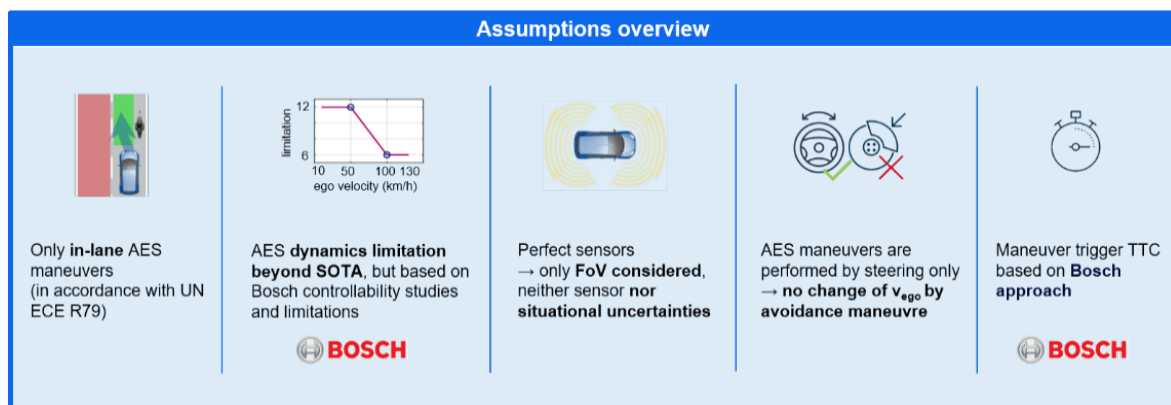 Assumptions overview
limitation
12
6
10 50 100 130
ego velocity (km/h)
Only in-lane AES
maneuvers
(in accordance with UN
ECE R79)
AES dynamics limitation
beyond SOTA, but based on
Bosch controllability studies
and limitations
BOSCH
Perfect sensors
→ only FoV considered,
neither sensor nor
situational uncertainties
AES maneuvers are
performed by steering only
→ no change of vego by
avoidance maneuvre
Maneuver trigger TTC
based on Bosch
approach
BOSCH